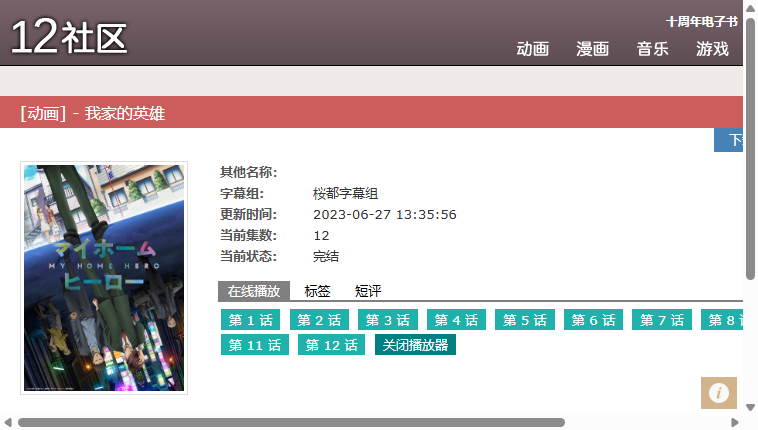 12社区
十周年电子书
动画 漫画 音乐 游戏
[动画] - 我家的英雄
其他名称:
字幕组: 桜都字幕组
更新时间: 2023-06-27 13:35:56
当前集数: 12
当前状态: 完结
マイホーム
MY HOME HERO
ヒーロー
在线播放 标签 短评
第 1 话 第 2 话 第 3 话 第 4 话 第 5 话 第 6 话 第 7 话 第 8
第 11 话 第 12 话 关闭播放器